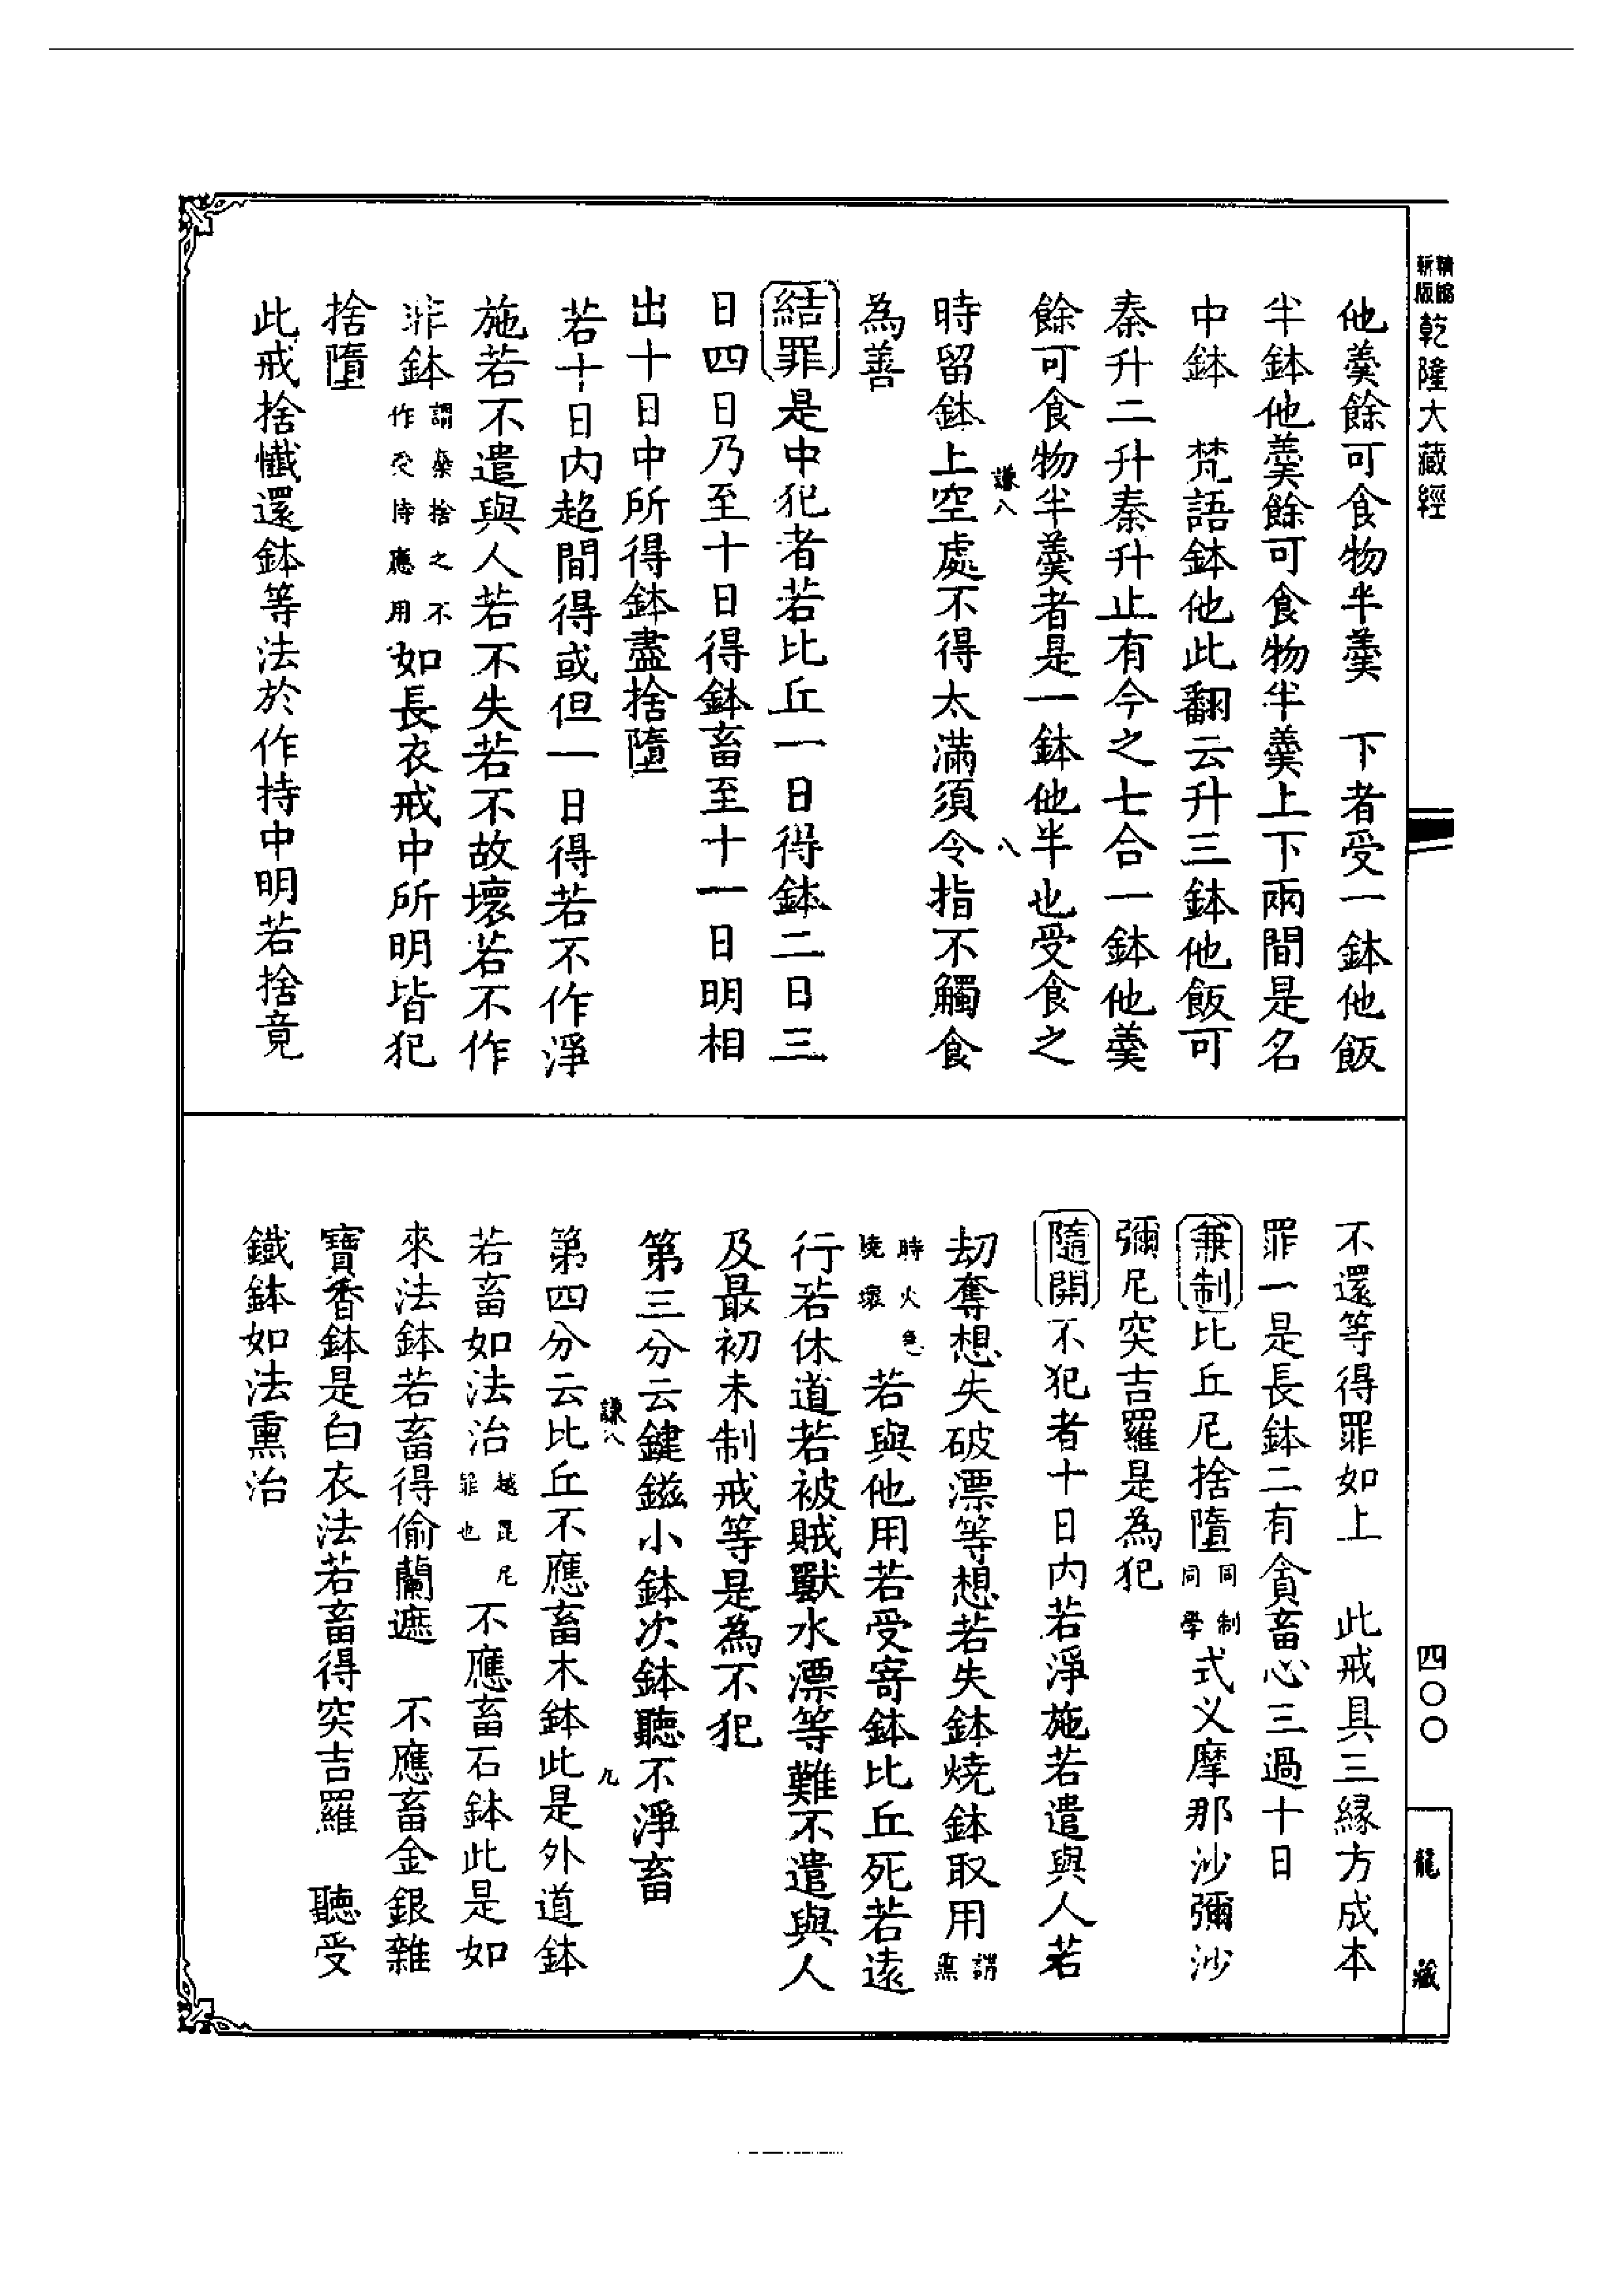 精縮新版乾隆大藏經
他羹餘可食物半羹　下者受一鉢他飯
半鉢他羹餘可食物半羹上下兩間是名
中鉢　梵語鉢他此翻云升三鉢他飯可
秦升二升秦升止有今之七合一鉢他羹
餘可食物半羹者是一鉢他半也受食之
謙八　八
時留鉢上空處不得太滿須令指不觸食
為善
結罪是中犯者若比丘一日得鉢二日三
日四日乃至十日得鉢畜至十一日明相
出十日中所得鉢盡捨墮
若十日內超間得或但一日得若不作淨
施若不遣與人若不失若不故壞若不作
非鉢謂棄捨之不作受持應用如長衣戒中所明皆犯
捨墮
此戒捨懺還鉢等法於作持中明若捨竟
不還等得罪如上　此戒具三緣方成本
罪一是長鉢二有貪畜心三過十日
兼制比丘尼捨墮同制同學式义摩那沙彌沙
彌尼突吉羅是為犯
隨開不犯者十日內若淨施若遣與人若
劫奪想失破漂等想若失鉢燒鉢取用謂熏
時火急燒壞若與他用若受寄鉢比丘死若遠
行若休道若被賊獸水漂等難不遣與人
及最初未制戒等是為不犯
第三分云鍵鎡小鉢次鉢聽不淨畜
謙八　九
第四分云比丘不應畜木鉢此是外道鉢
若畜如法治越毘尼罪也不應畜石鉢此是如
來法鉢若畜得偷蘭遮　不應畜金銀雜
寶香鉢是白衣法若畜得突吉羅　聽受
鐵鉢如法熏治
四〇〇
龍藏